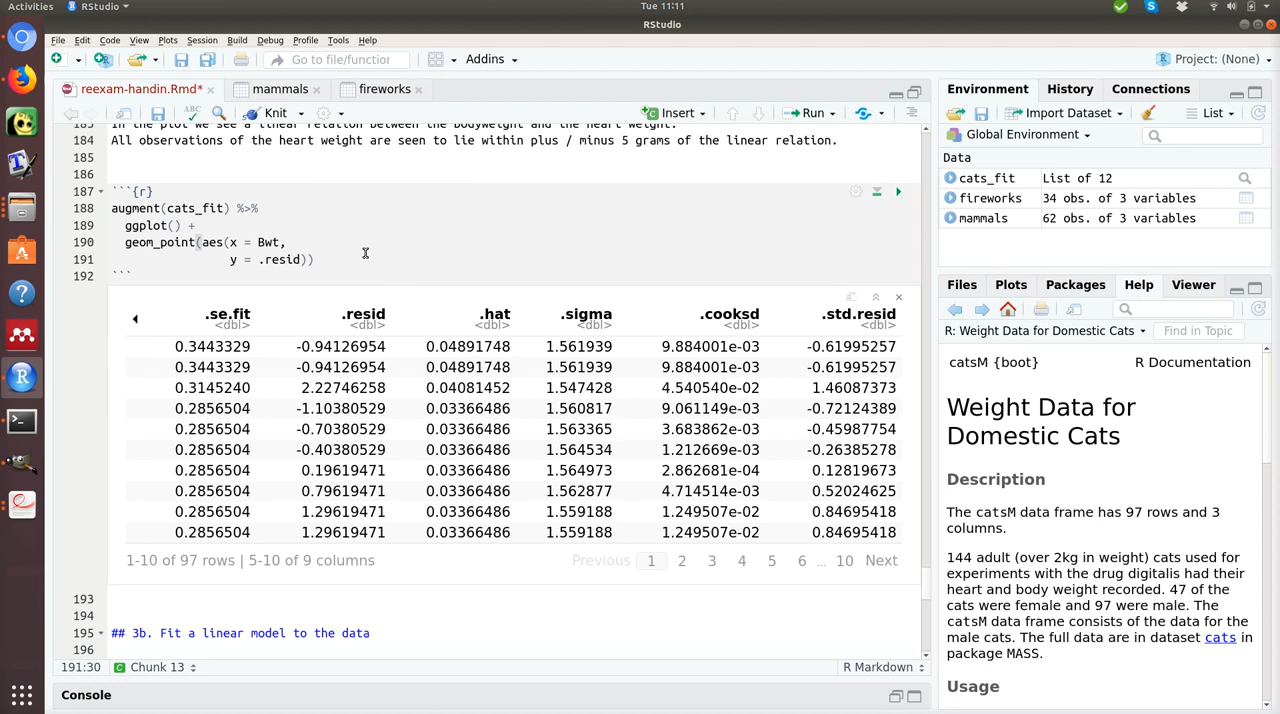 Activities RStudio Tue 11:11
RStudio
File Edit Code View Plots Session Build Debug Profile Tools Help
Go to file/function Addins Project: (None)
reexam-handin.Rmd* mammals fireworks
ABC Knit Insert Run
184 All observations of the heart weight are seen to lie within plus / minus 5 grams of the linear relation.
185
186
187 ```{r}
188 augment(cats_fit) %>%
189 ggplot() +
190 geom_point(aes(x = Bwt,
191 y = .resid))
192 ```
.se.fit .resid .hat .sigma .cooksd .std.resid
<dbl> <dbl> <dbl> <dbl> <dbl> <dbl>
0.3443329 -0.94126954 0.04891748 1.561939 9.884001e-03 -0.61995257
0.3443329 -0.94126954 0.04891748 1.561939 9.884001e-03 -0.61995257
0.3145240 2.22746258 0.04081452 1.547428 4.540540e-02 1.46087373
0.2856504 -1.10380529 0.03366486 1.560817 9.061149e-03 -0.72124389
0.2856504 -0.70380529 0.03366486 1.563365 3.683862e-03 -0.45987754
0.2856504 -0.40380529 0.03366486 1.564534 1.212669e-03 -0.26385278
0.2856504 0.19619471 0.03366486 1.564973 2.862681e-04 0.12819673
0.2856504 0.79619471 0.03366486 1.562877 4.714514e-03 0.52024625
0.2856504 1.29619471 0.03366486 1.559188 1.249507e-02 0.84695418
0.2856504 1.29619471 0.03366486 1.559188 1.249507e-02 0.84695418
1-10 of 97 rows | 5-10 of 9 columns Previous 1 2 3 4 5 6 ... 10 Next
193
194
195 ## 3b. Fit a linear model to the data
196
191:30 Chunk 13 R Markdown
Console
Environment History Connections
Import Dataset List
Global Environment
Data
cats_fit List of 12
fireworks 34 obs. of 3 variables
mammals 62 obs. of 3 variables
Files Plots Packages Help Viewer
R: Weight Data for Domestic Cats Find in Topic
catsM {boot} R Documentation
Weight Data for
Domestic Cats
Description
The catsM data frame has 97 rows and 3
columns.
144 adult (over 2kg in weight) cats used for
experiments with the drug digitalis had their
heart and body weight recorded. 47 of the
cats were female and 97 were male. The
catsM data frame consists of the data for the
male cats. The full data are in dataset cats in
package MASS.
Usage